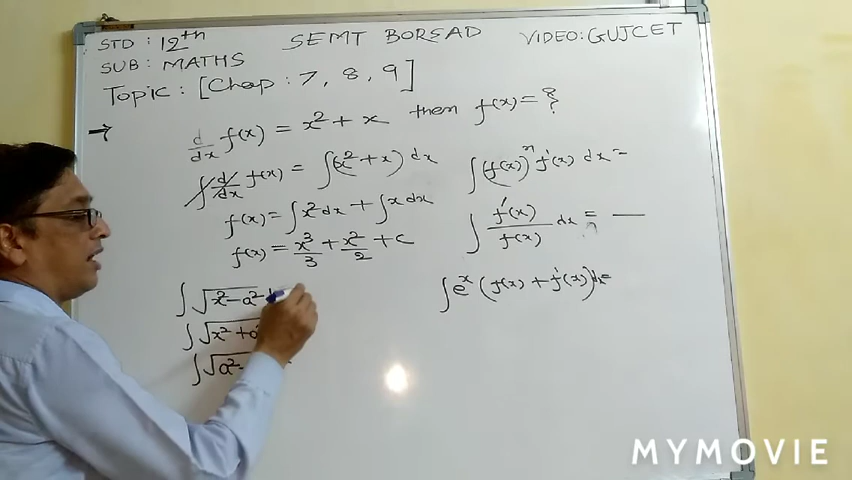 STD : 12th SEMT BORSAD VIDEO: GUJCET
SUB : MATHS
Topic : [Chap : 7, 8, 9]
→ d/dx f(x) = x² + x then f(x) = ?
∫ d/dx f(x) = ∫(x² + x) dx
f(x) = ∫x² dx + ∫x dx
f(x) = x³/3 + x²/2 + c
∫√x² - a²
∫√x² + a²
∫√a² -
∫(f(x))ⁿ f'(x) dx =
∫ f'(x)/f(x) dx = —
∫eˣ (f(x) + f'(x)) dx =
MYMOVIE